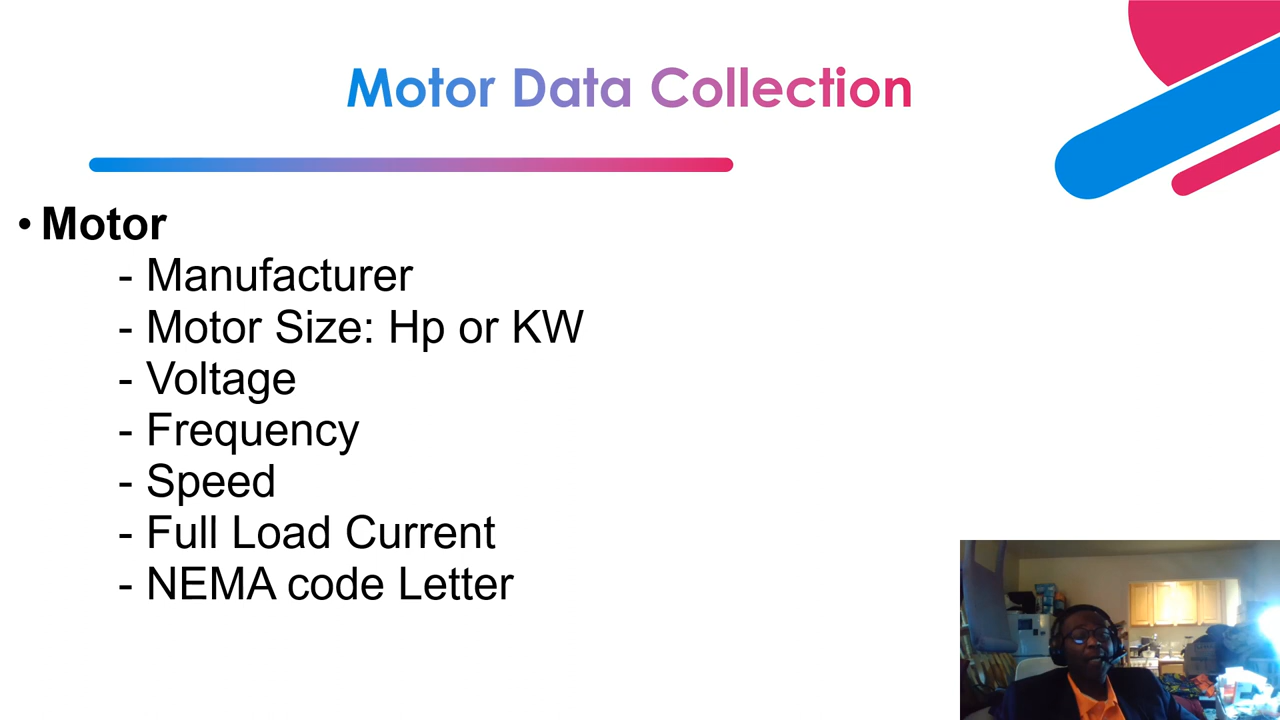 Motor Data Collection
• Motor
- Manufacturer
- Motor Size: Hp or KW
- Voltage
- Frequency
- Speed
- Full Load Current
- NEMA code Letter